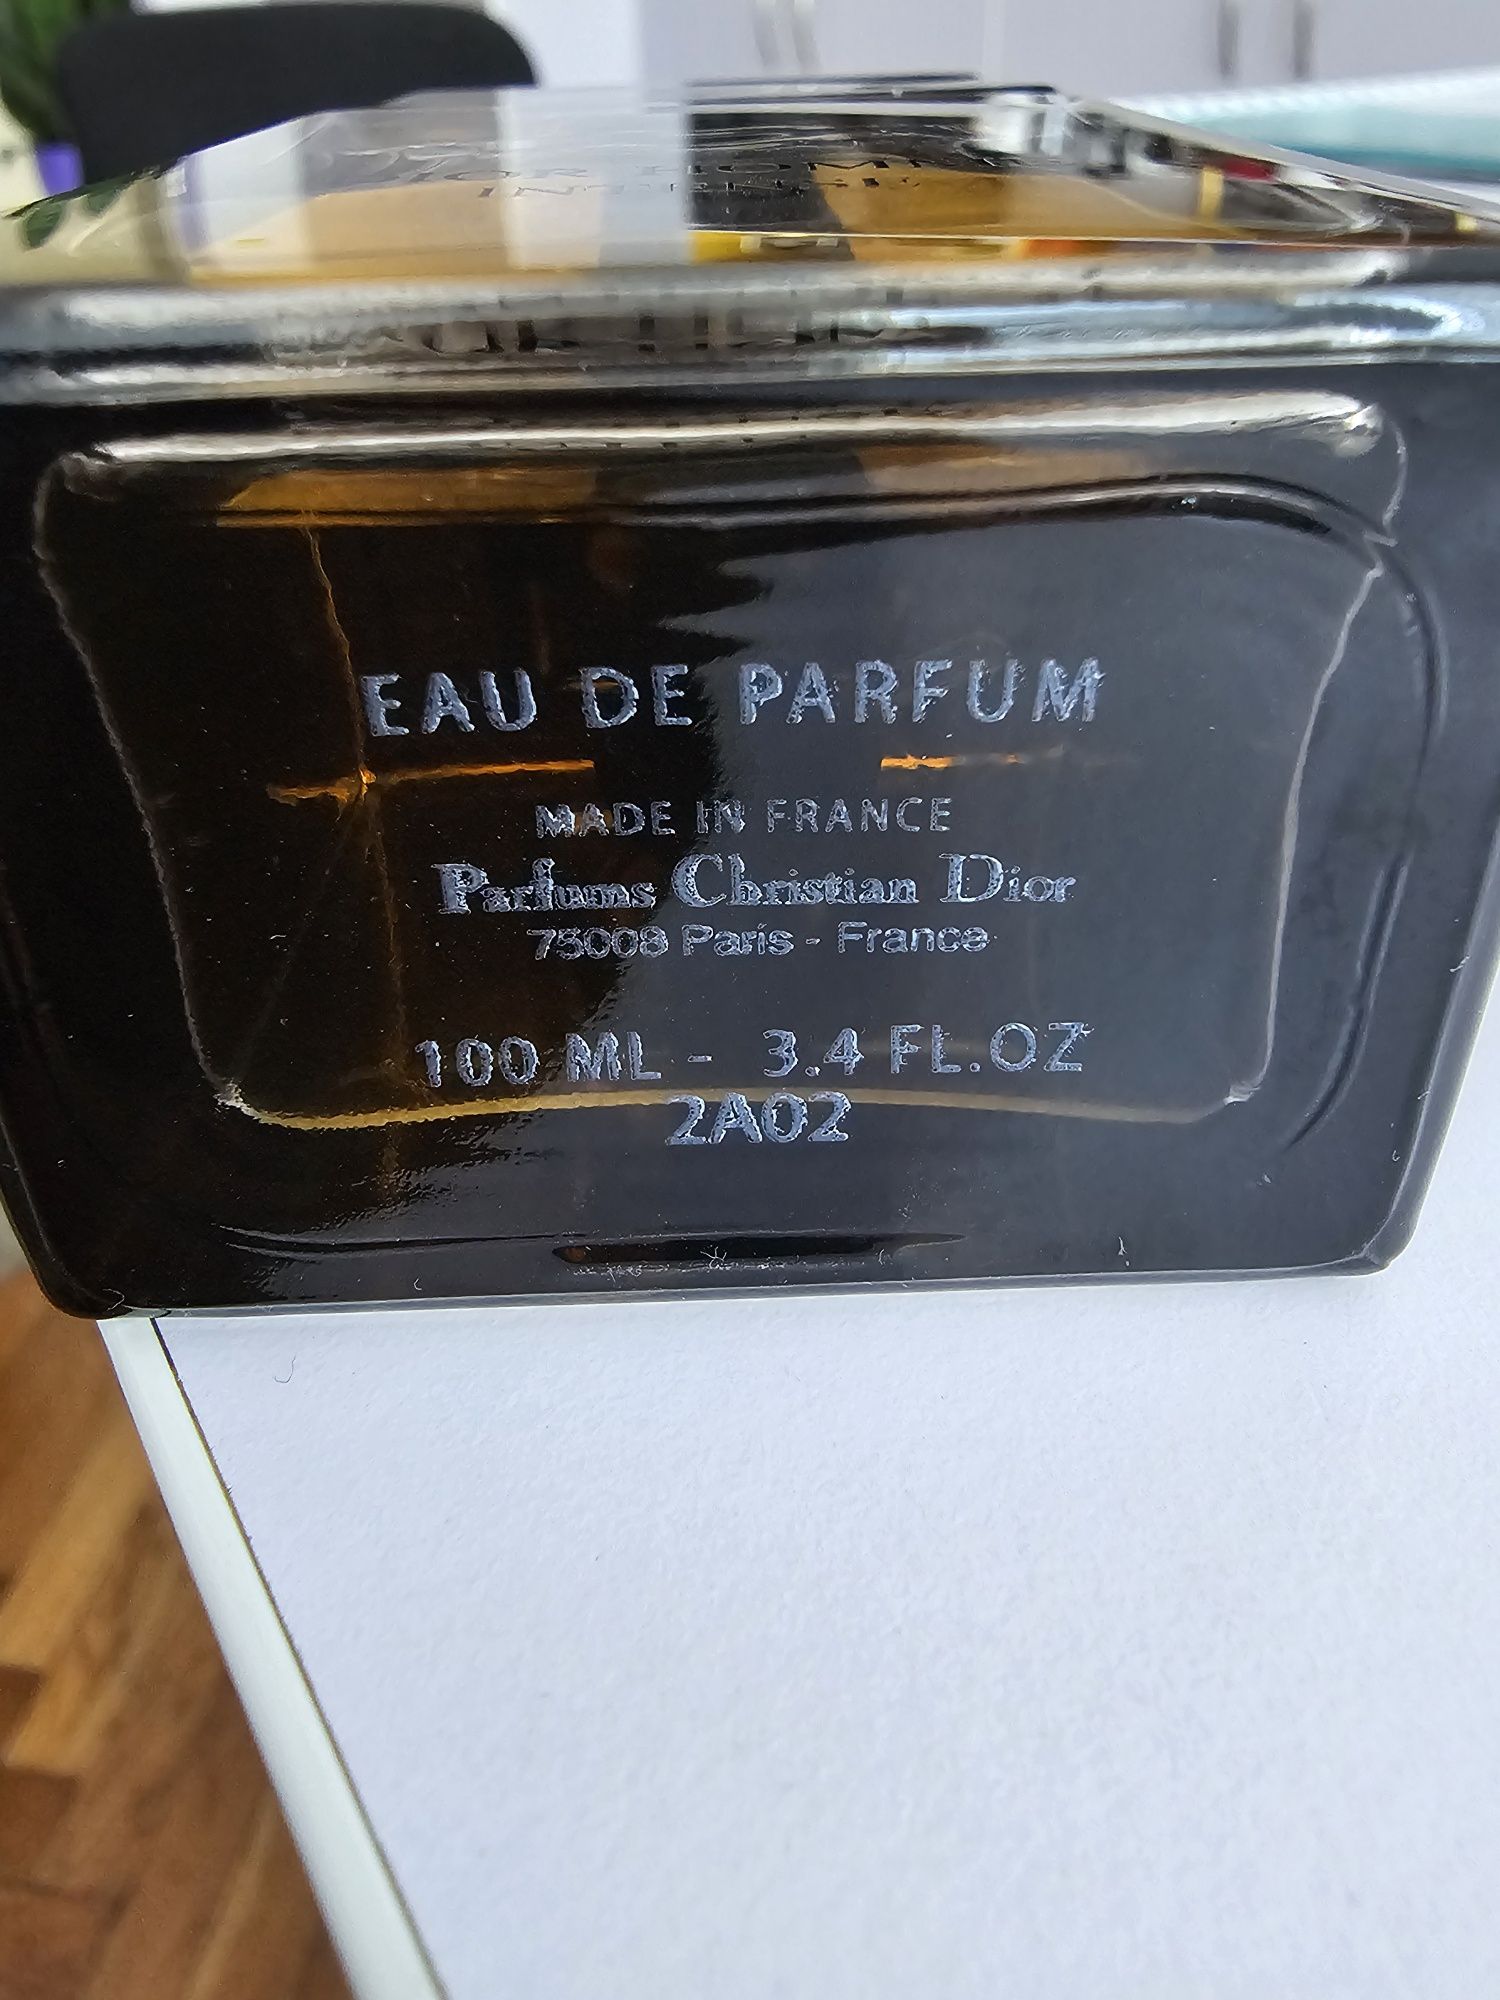 EAU DE PARFUM
MADE IN FRANCE
Parfums Christian Dior
75008 Paris - France
100 ML - 3.4 FL.OZ
2A02